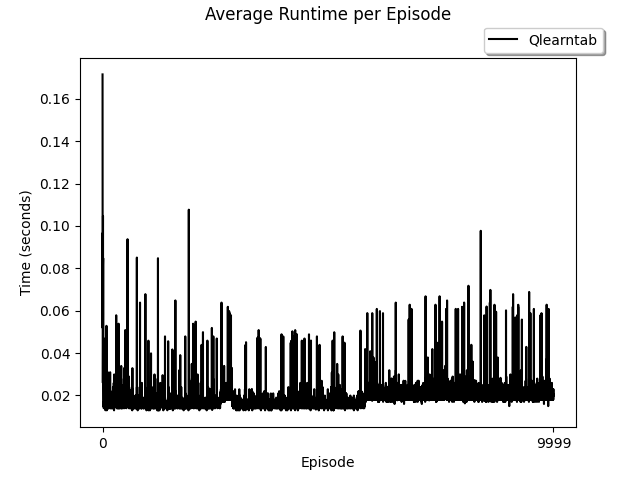 Average Runtime per Episode
Qlearntab
0.16
0.14
0.12
0.10
0.08
0.06
0.04
0.02
Time (seconds)
0
9999
Episode